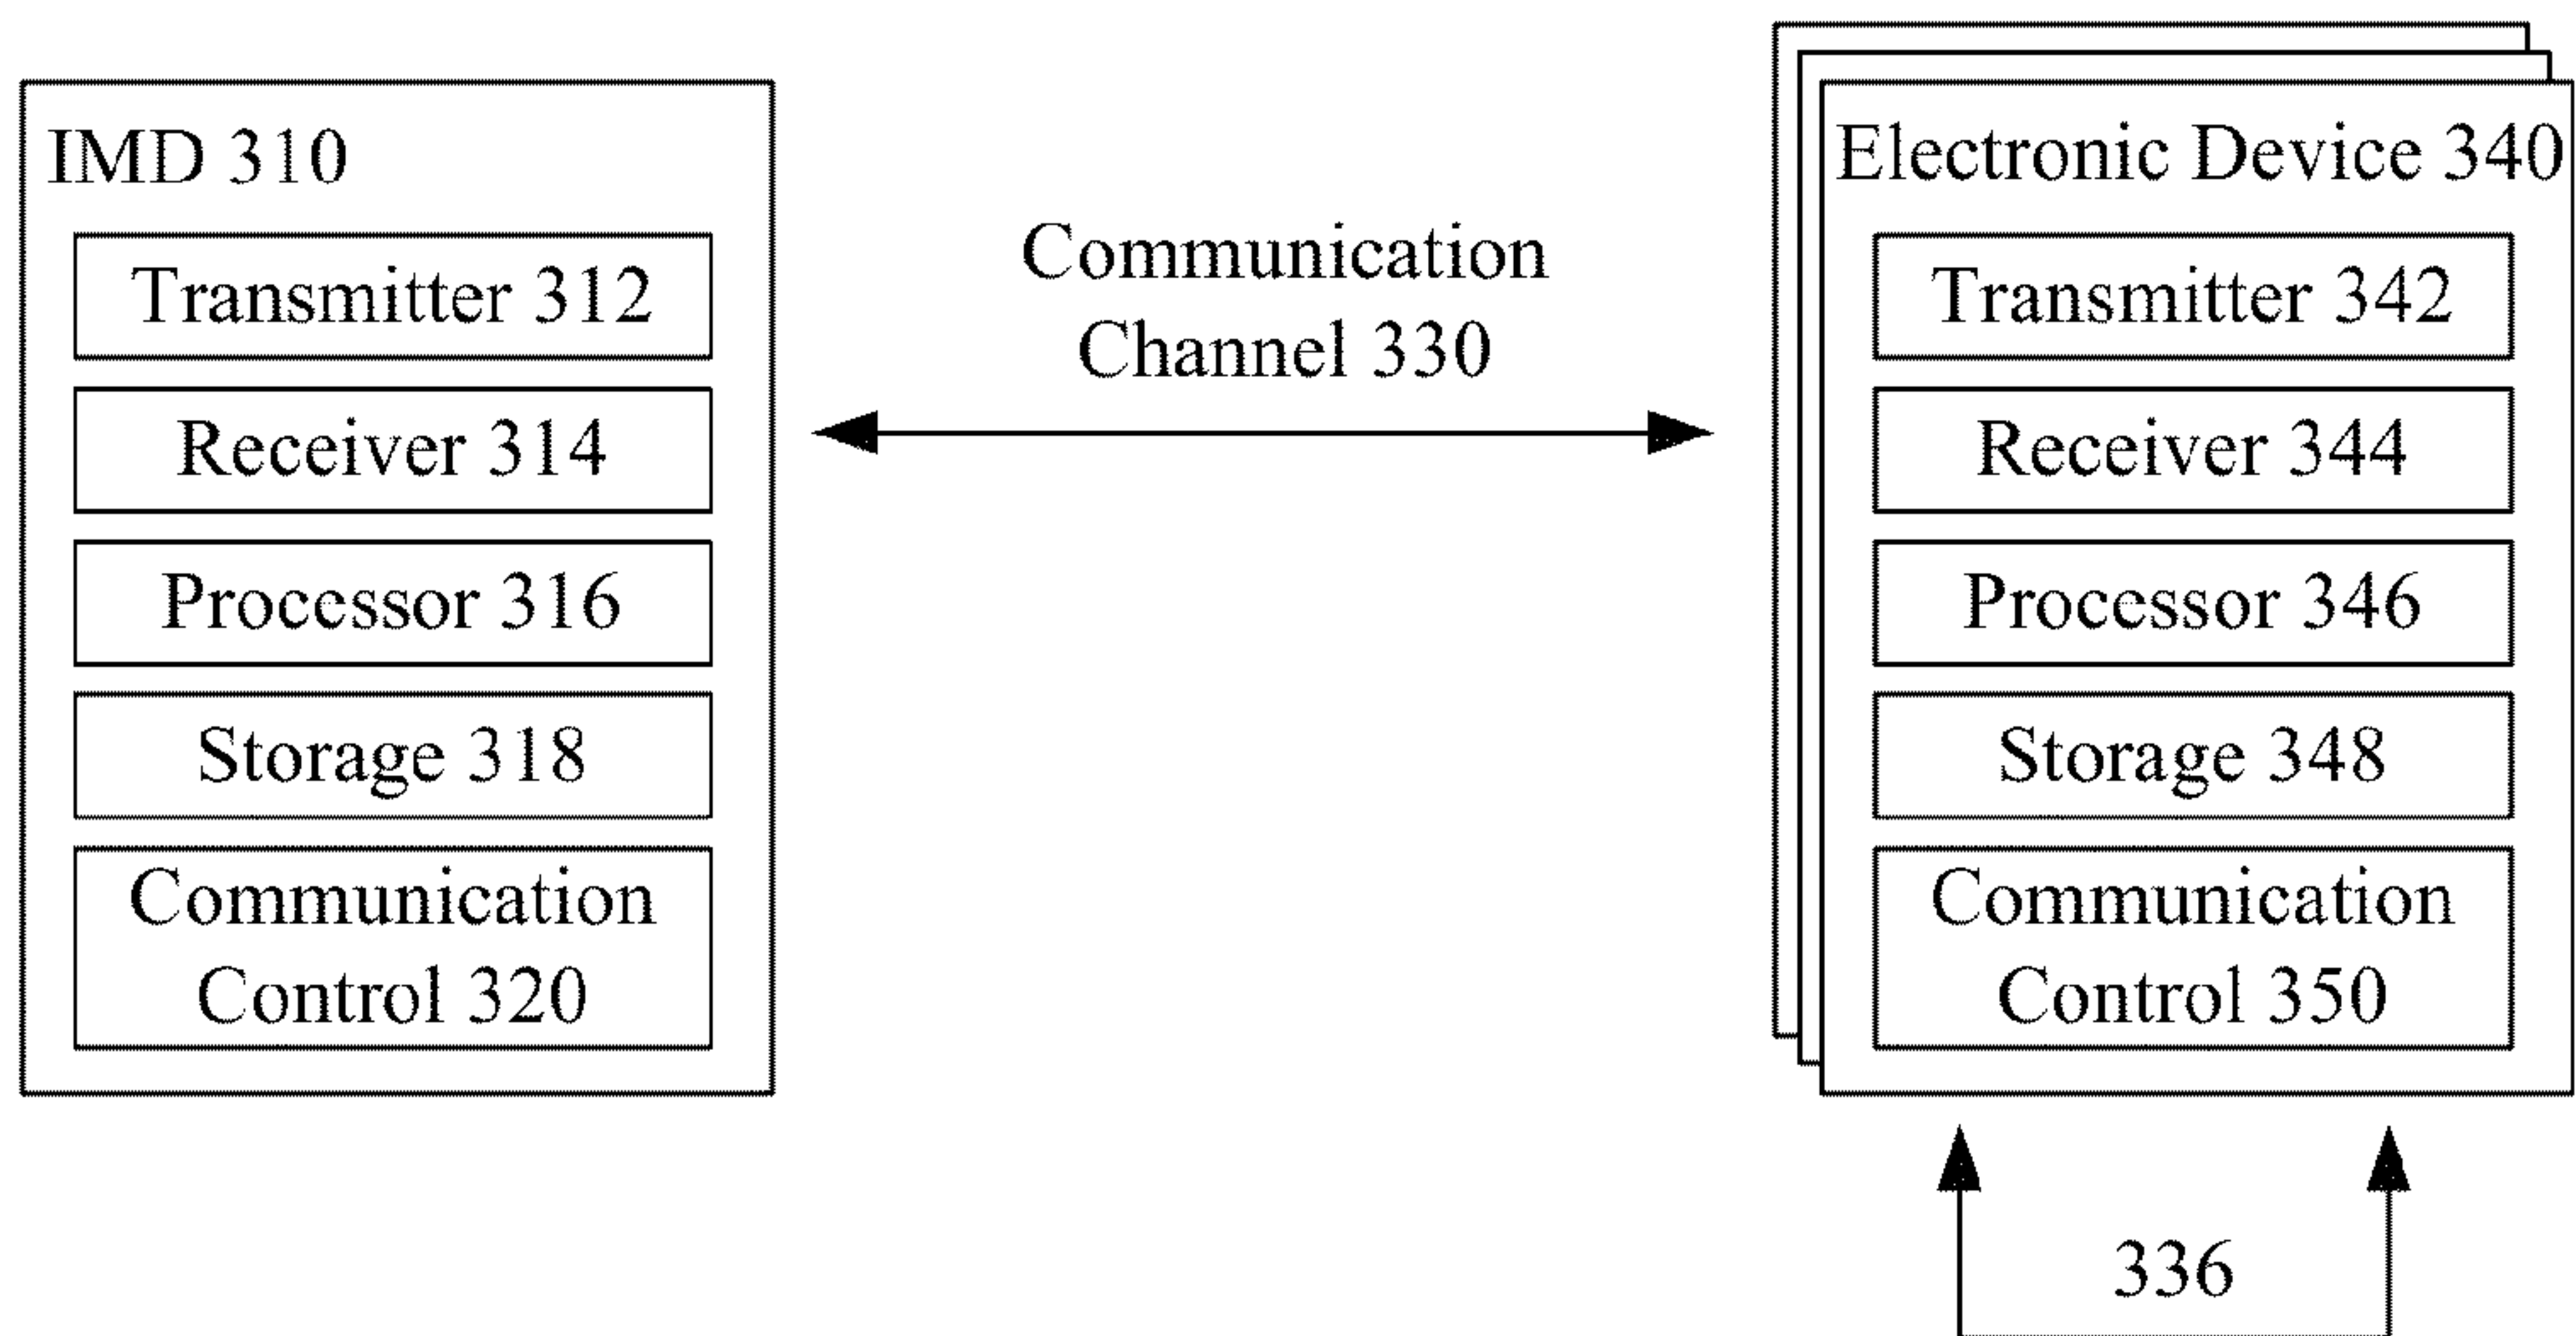 IMD 310
Transmitter 312
Receiver 314
Processor 316
Storage 318
Communication
Control 320
Communication
Channel 330
Electronic Device 340
Transmitter 342
Receiver 344
Processor 346
Storage 348
Communication
Control 350
336